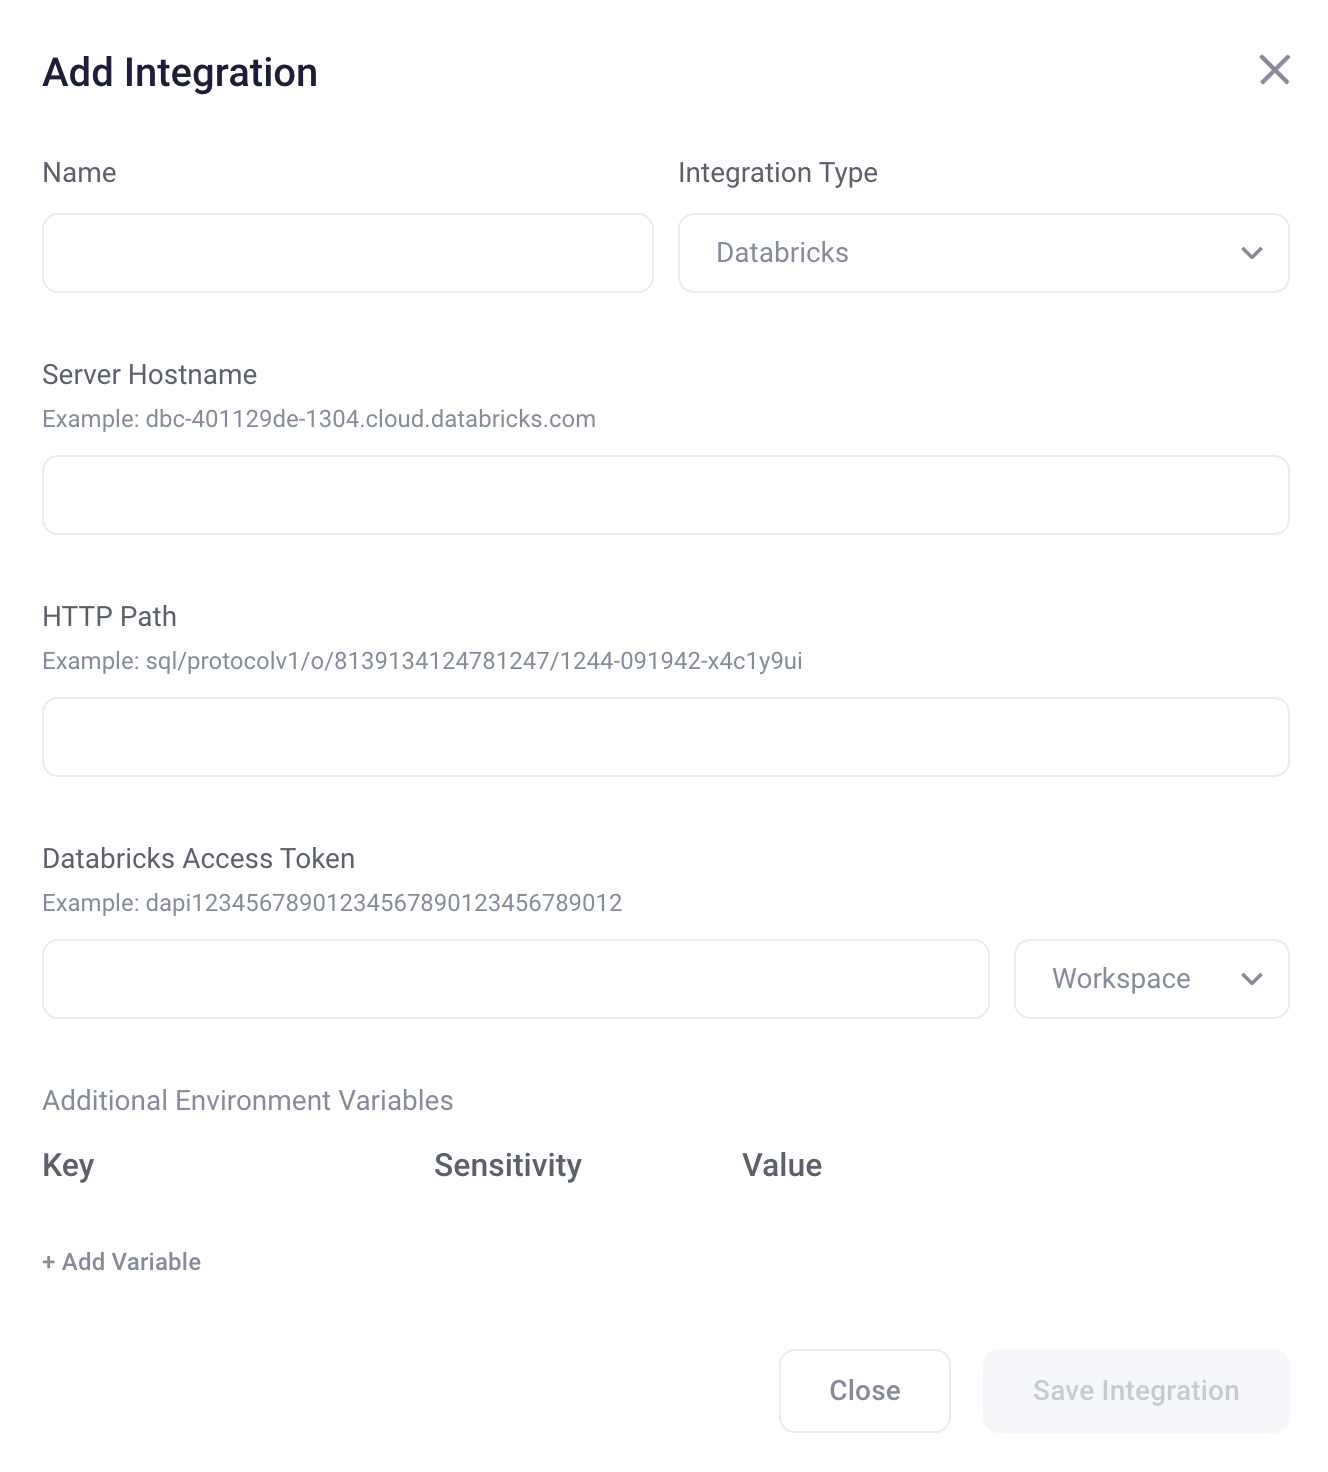 Add Integration
Name
Integration Type
Databricks
Server Hostname
Example: dbc-401129de-1304.cloud.databricks.com
HTTP Path
Example: sql/protocolv1/o/8139134124781247/1244-091942-x4c1y9ui
Databricks Access Token
Example: dapi12345678901234567890123456789012
Workspace
Additional Environment Variables
Key Sensitivity Value
+ Add Variable
Close Save Integration